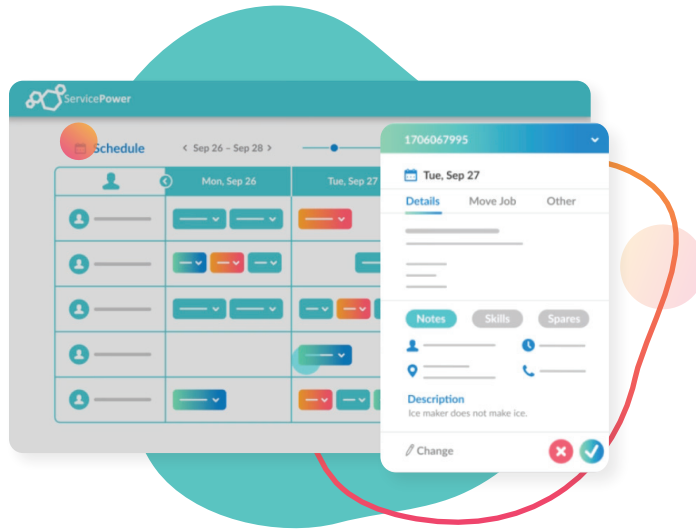 ServicePower
Schedule
Sep 26 - Sep 28
Mon, Sep 26
Tue, Sep 27
1706067995
Tue, Sep 27
Details Move Job Other
Notes Skills Spares
Description
Ice maker does not make ice.
Change